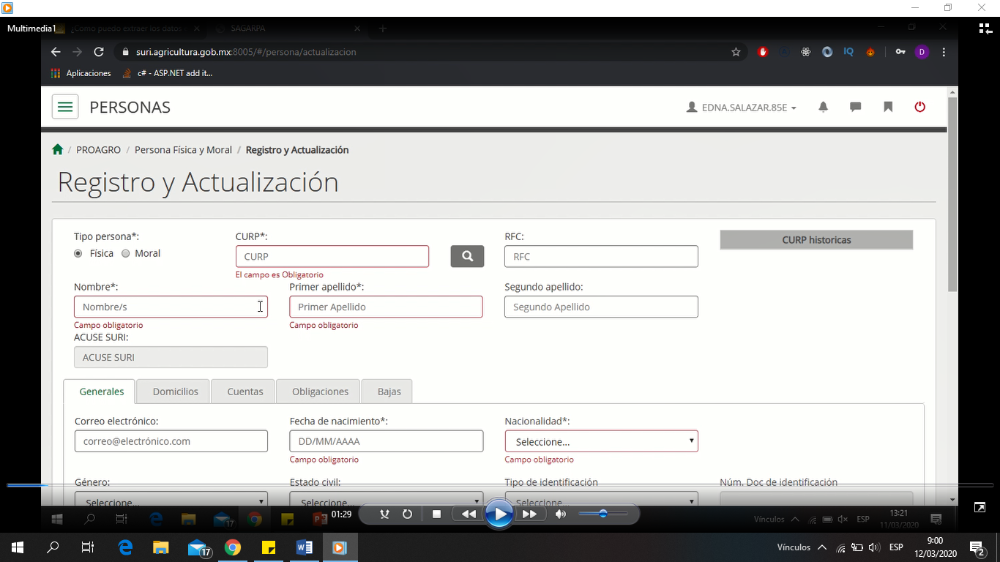 Multimedia1
¿Cómo puedo extraer los datos
SAGARPA
suri.agricultura.gob.mx:8005/#/persona/actualizacion
IQ
D
Aplicaciones
c# - ASP.NET add it...
PERSONAS
EDNA.SALAZAR.85E
/ PROAGRO / Persona Física y Moral / Registro y Actualización
Registro y Actualización
Tipo persona*:
CURP*:
RFC:
CURP historicas
Física
Moral
CURP
RFC
El campo es Obligatorio
Nombre*:
Primer apellido*:
Segundo apellido:
Nombre/s
Primer Apellido
Segundo Apellido
Campo obligatorio
Campo obligatorio
ACUSE SURI:
ACUSE SURI
Generales
Domicilios
Cuentas
Obligaciones
Bajas
Correo electrónico:
Fecha de nacimiento*:
Nacionalidad*:
correo@electrónico.com
DD/MM/AAAA
Seleccione...
Campo obligatorio
Campo obligatorio
Género:
Estado civil:
Tipo de identificación
Núm. Doc de identificación
Seleccione...
Seleccione...
Seleccione...
17
01:29
Vínculos
ESP
13:21
11/03/2020
17
Vínculos
ESP
9:00
12/03/2020
2